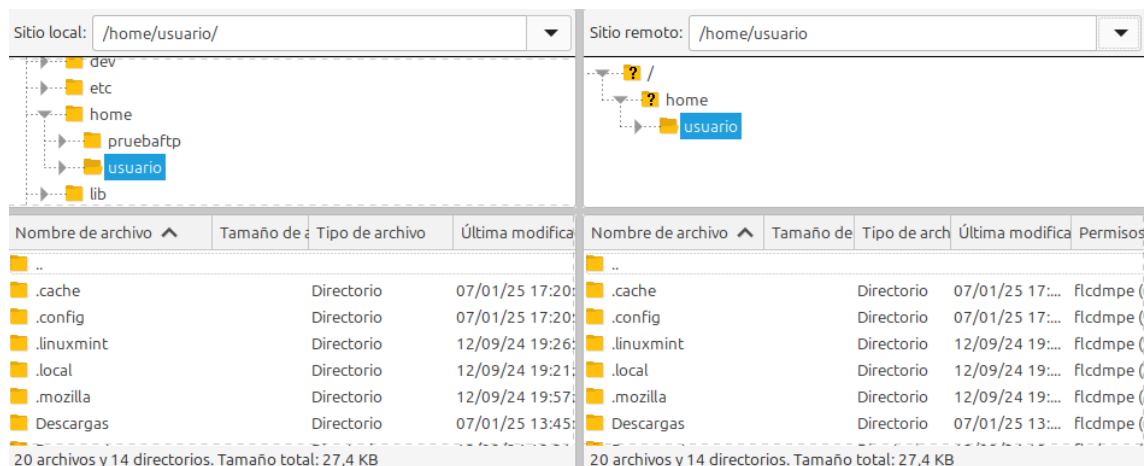 Sitio local: /home/usuario/
dev
etc
home
pruebaftp
usuario
lib
Nombre de archivo Tamaño de a Tipo de archivo Última modifica
..
.cache Directorio 07/01/25 17:20:
.config Directorio 07/01/25 17:20:
.linuxmint Directorio 12/09/24 19:26:
.local Directorio 12/09/24 19:21:
.mozilla Directorio 12/09/24 19:57:
Descargas Directorio 07/01/25 13:45:
20 archivos y 14 directorios. Tamaño total: 27,4 KB
Sitio remoto: /home/usuario
? /
? home
usuario
Nombre de archivo Tamaño de Tipo de arch Última modifica Permisos
..
.cache Directorio 07/01/25 17:... flcdmpe (
.config Directorio 07/01/25 17:... flcdmpe (
.linuxmint Directorio 12/09/24 19:... flcdmpe (
.local Directorio 12/09/24 19:... flcdmpe (
.mozilla Directorio 12/09/24 19:... flcdmpe (
Descargas Directorio 07/01/25 13:... flcdmpe (
20 archivos y 14 directorios. Tamaño total: 27,4 KB